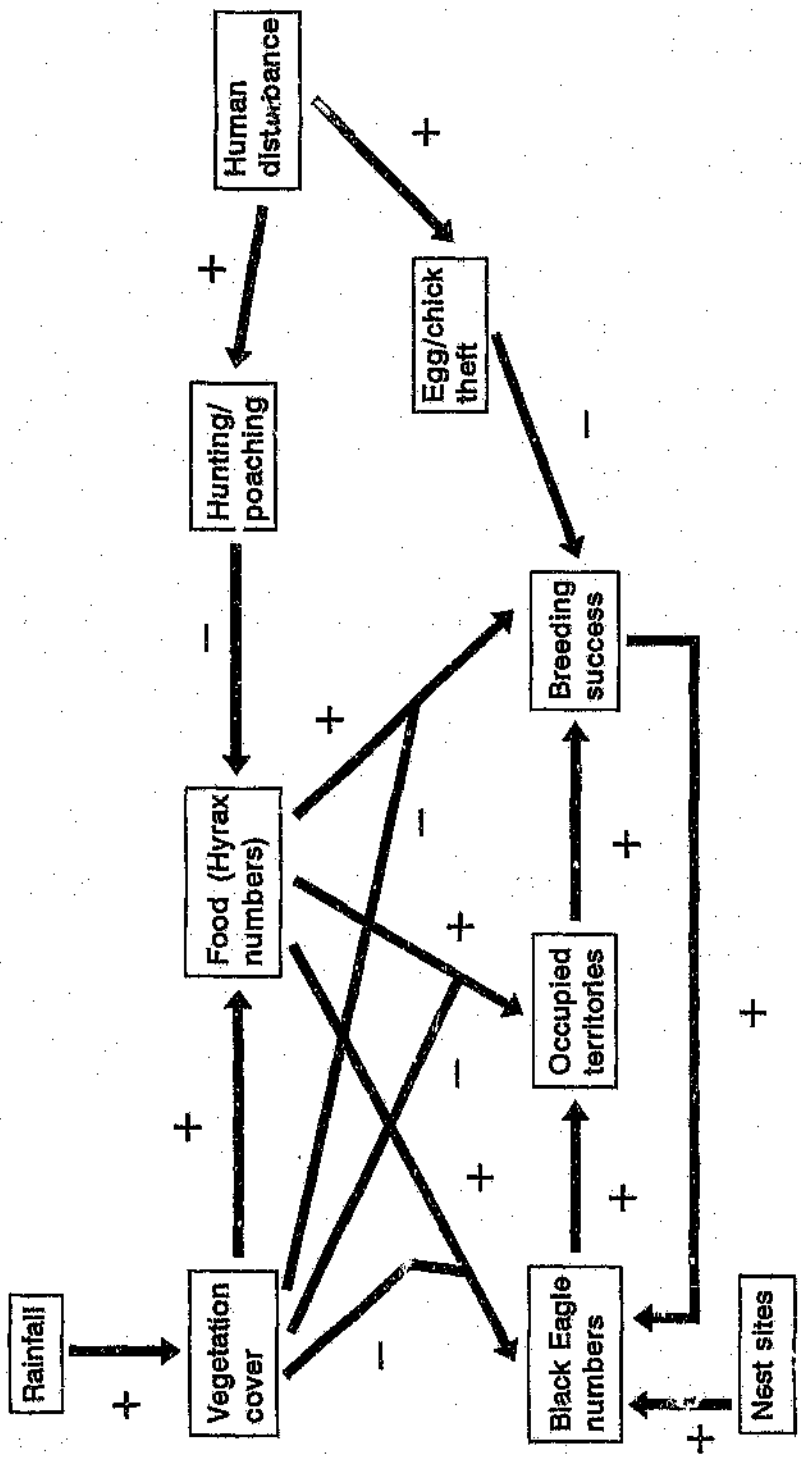 Rainfall
+
Vegetation
cover
+
Food (Hyrax
numbers)
−
Hunting/
poaching
+
Human
disturbance
+
−
−
−
+
+
+
Egg/chick
theft
−
Black Eagle
numbers
+
Occupied
territories
+
Breeding
success
+
Nest sites
+